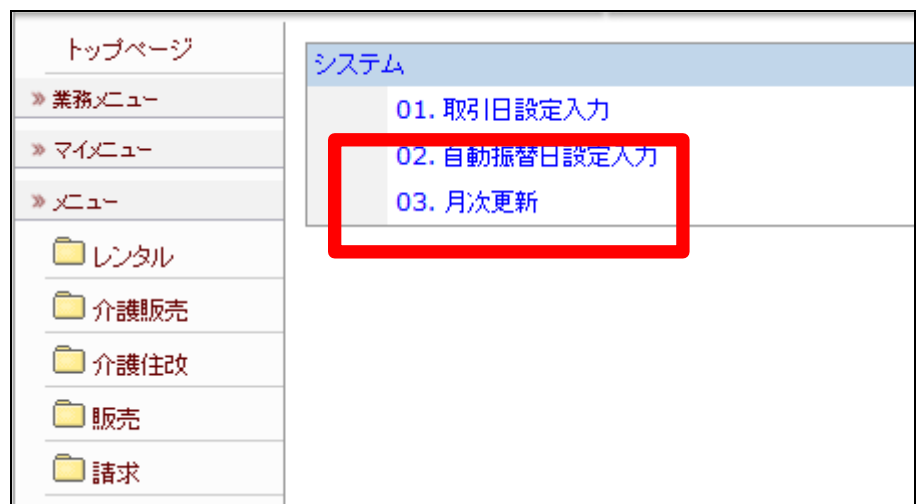 トップページ
» 業務メニュー
» マイメニュー
» メニュー
レンタル
介護販売
介護住改
販売
請求
システム
01. 取引日設定入力
02. 自動振替日設定入力
03. 月次更新